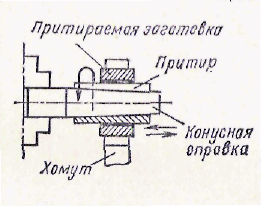 Притираемая заготовка
Притир
Конусная
оправка
Хомут